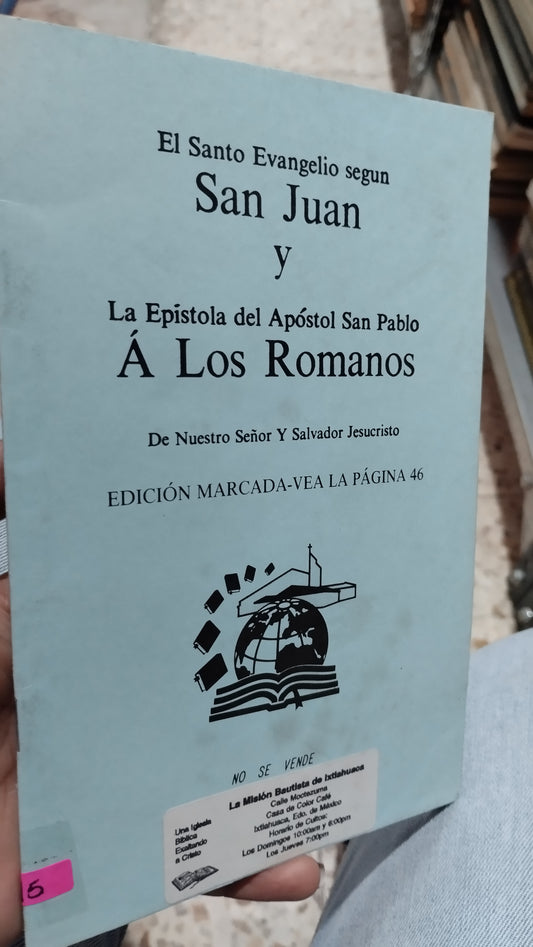 El Santo Evangelio segun
San Juan
y
La Epistola del Apóstol San Pablo
Á Los Romanos
De Nuestro Señor Y Salvador Jesucristo
EDICIÓN MARCADA-VEA LA PÁGINA 46
NO SE VENDE
Una Iglesia
Bíblica
Exaltando
a Cristo
La Misión Bautista de Ixtlahuaca
Calle Moctezuma
Casa de Color Café
Ixtlahuaca, Edo. de México
Horario de Cultos:
Los Domingos 10:00am y 6:00pm
Los Jueves 7:00pm
5